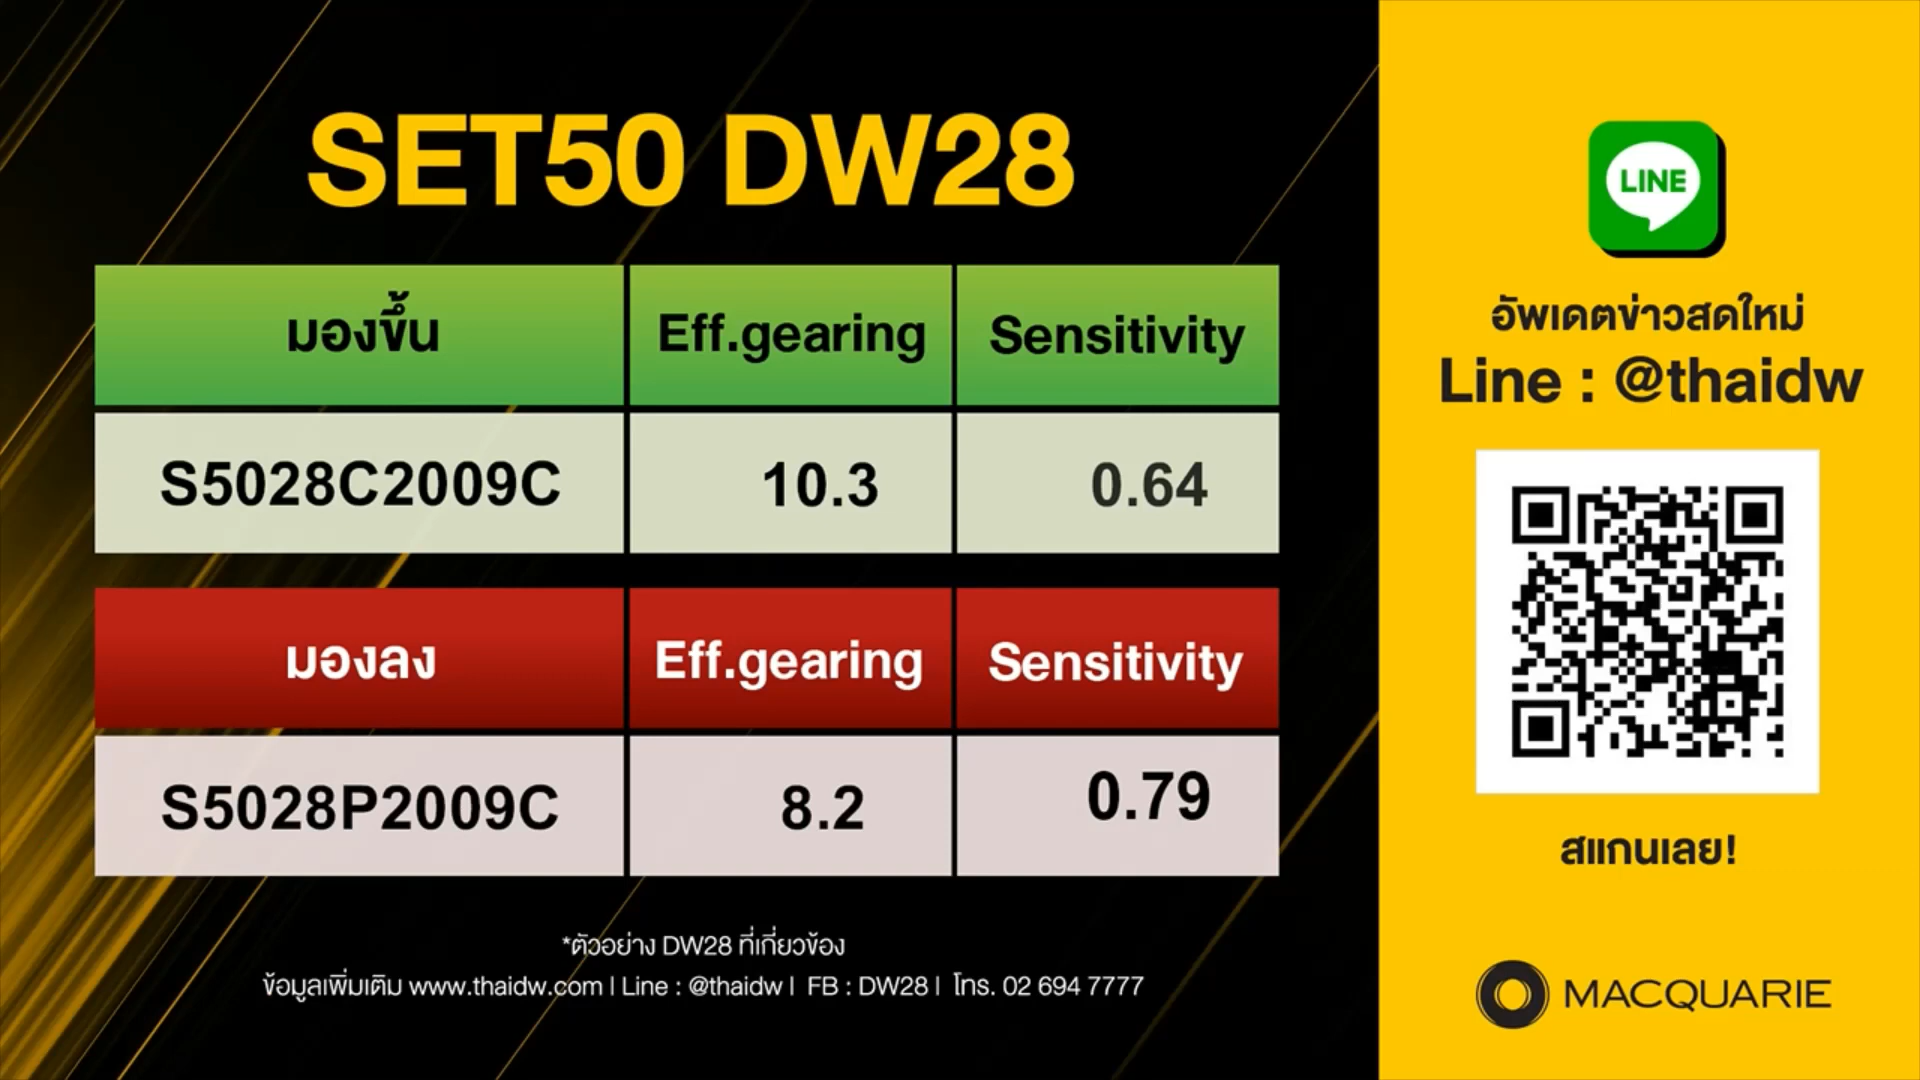 SET50 DW28
มองขึ้น Eff.gearing Sensitivity
S5028C2009C 10.3 0.64
มองลง Eff.gearing Sensitivity
S5028P2009C 8.2 0.79
*ตัวอย่าง DW28 ที่เกี่ยวข้อง
ข้อมูลเพิ่มเติม www.thaidw.com | Line : @thaidw | FB : DW28 | โทร. 02 694 7777
LINE
อัพเดตข่าวสดใหม่
Line : @thaidw
สแกนเลย!
MACQUARIE